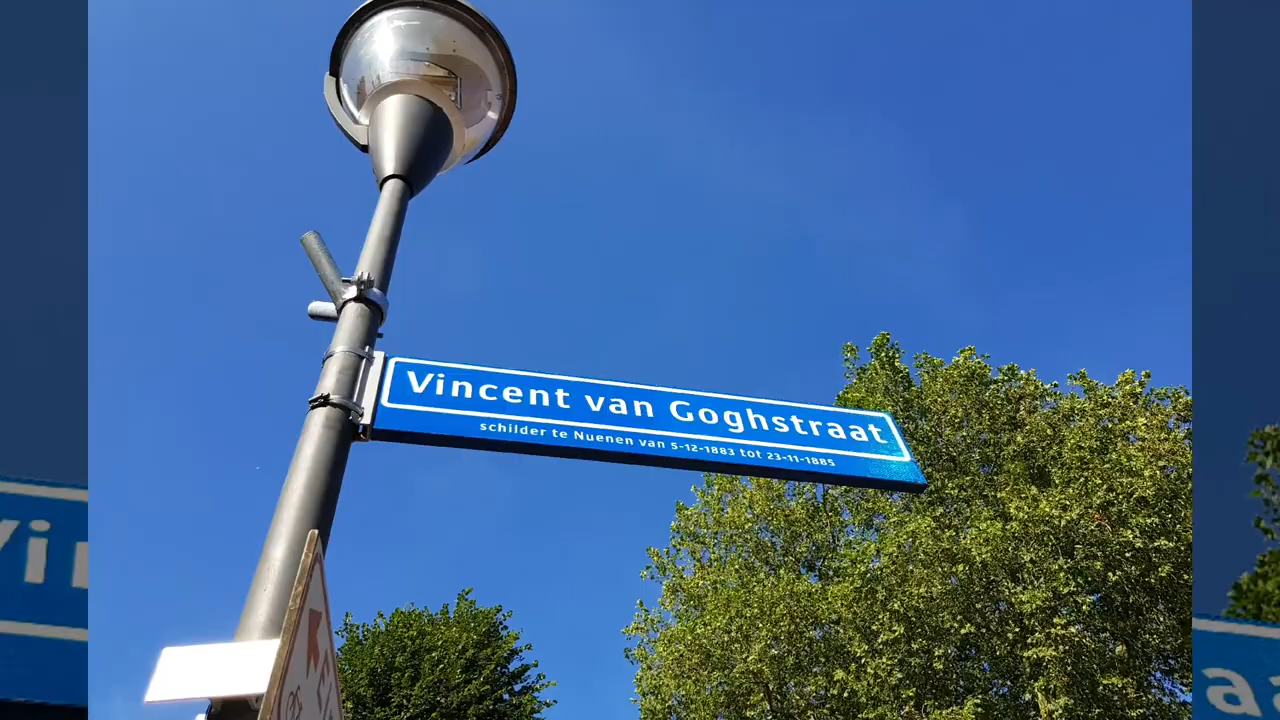 Vincent van Goghstraat
schilder te Nuenen van 5-12-1883 tot 23-11-1885